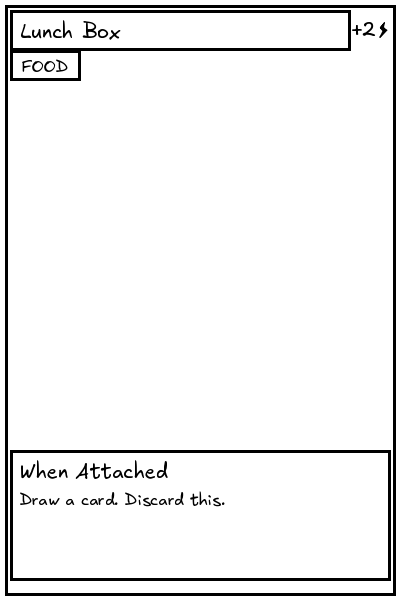 Lunch Box
+2⚡
FOOD
When Attached
Draw a card. Discard this.